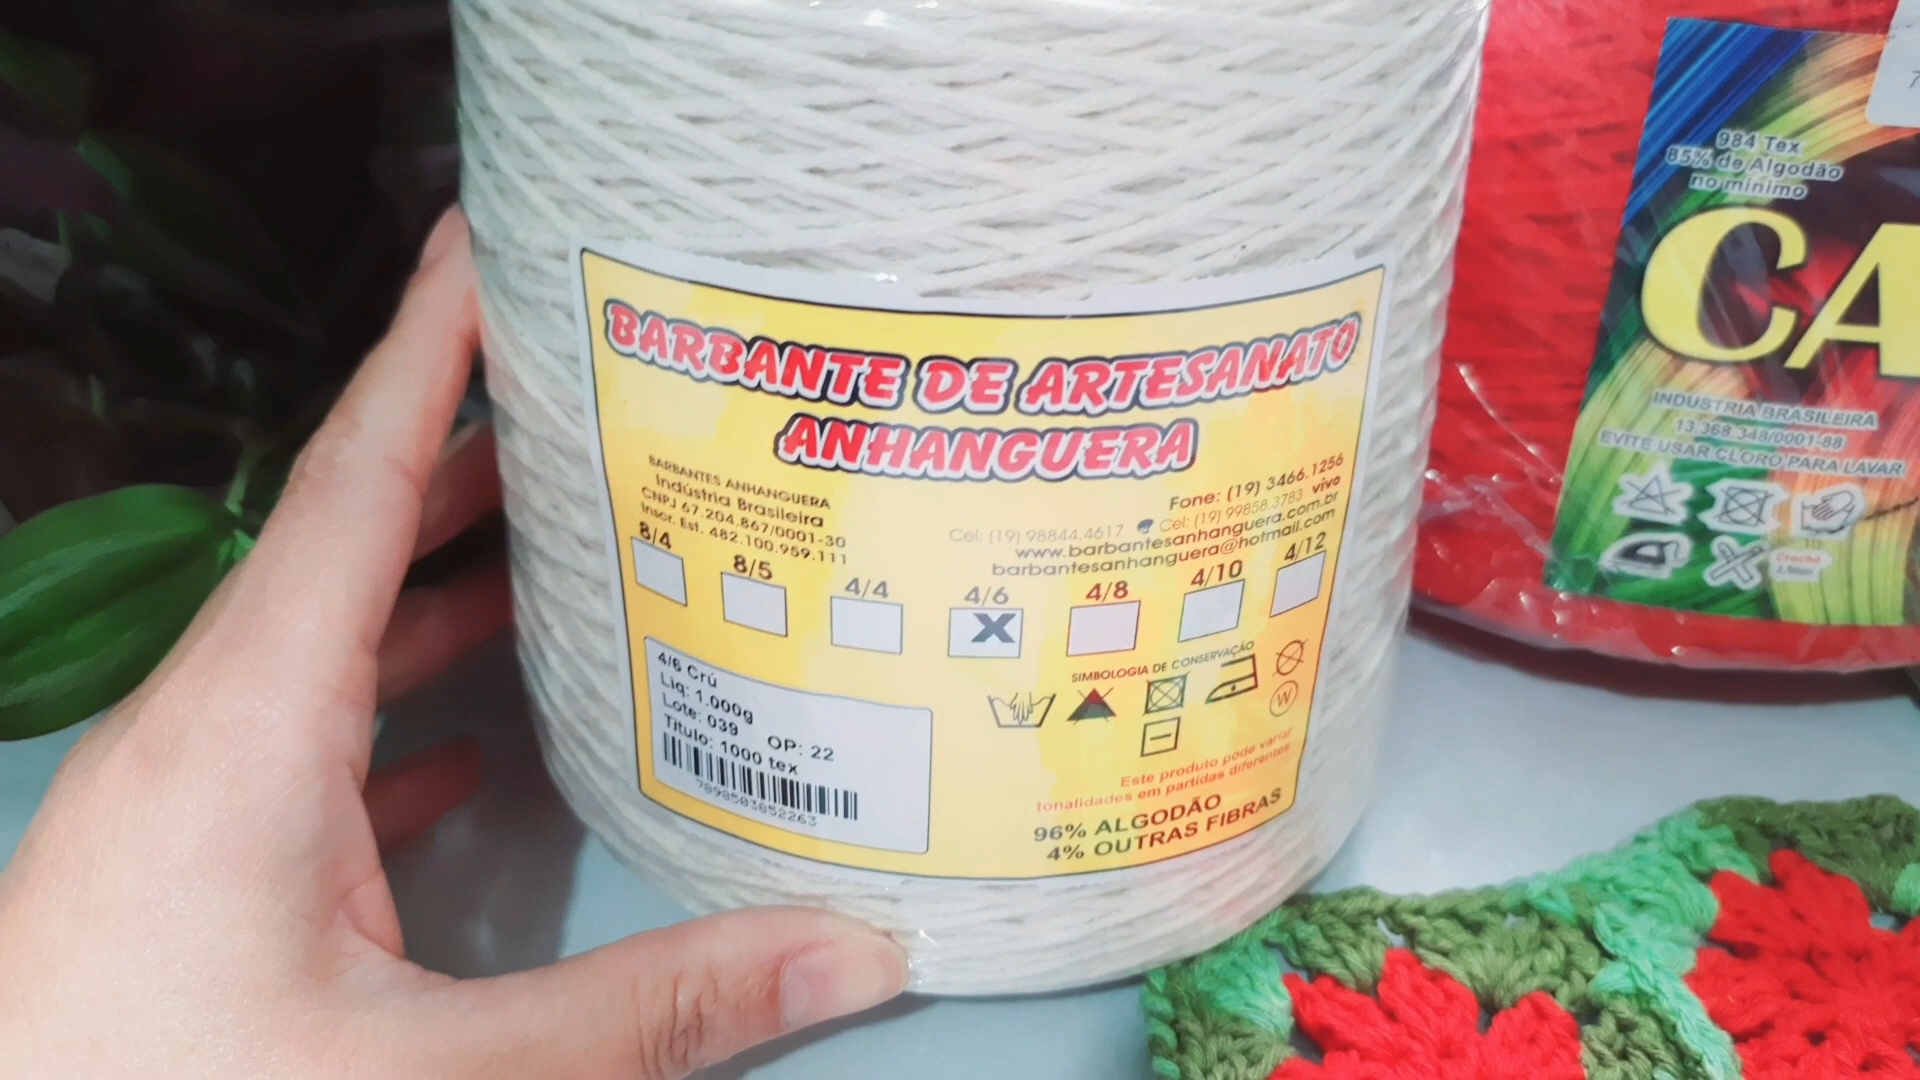 BARBANTE DE ARTESANATO
ANHANGUERA
BARBANTES ANHANGUERA
Indústria Brasileira
CNPJ 67.204.867/0001-30
Inscr. Est. 482.100.959.111
Fone: (19) 3466.1256
Cel: (19) 98844.4617 Cel: (19) 99858.3783 vivo
www.barbantesanhanguera.com.br
barbantesanhanguera@hotmail.com
8/4 8/5 4/4 4/6 4/8 4/10 4/12
X
SIMBOLOGIA DE CONSERVAÇÃO
W
4/6 Crú
Liq: 1.000g
Lote: 039 OP: 22
Titulo: 1000 tex
7898503852263
Este produto pode variar
tonalidades em partidas diferentes
96% ALGODÃO
4% OUTRAS FIBRAS
984 Tex
85% de Algodão
no mínimo
CA
INDUSTRIA BRASILEIRA
13.368.348/0001-88
EVITE USAR CLORO PARA LAVAR
Crochê